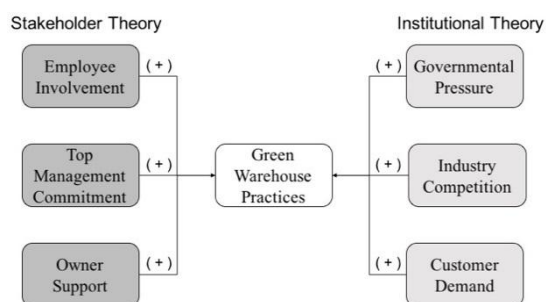 Stakeholder Theory
Institutional Theory
Employee
Involvement
(+)
(+)
Governmental
Pressure
Top
Management
Commitment
(+)
Green
Warehouse
Practices
(+)
Industry
Competition
Owner
Support
(+)
(+)
Customer
Demand